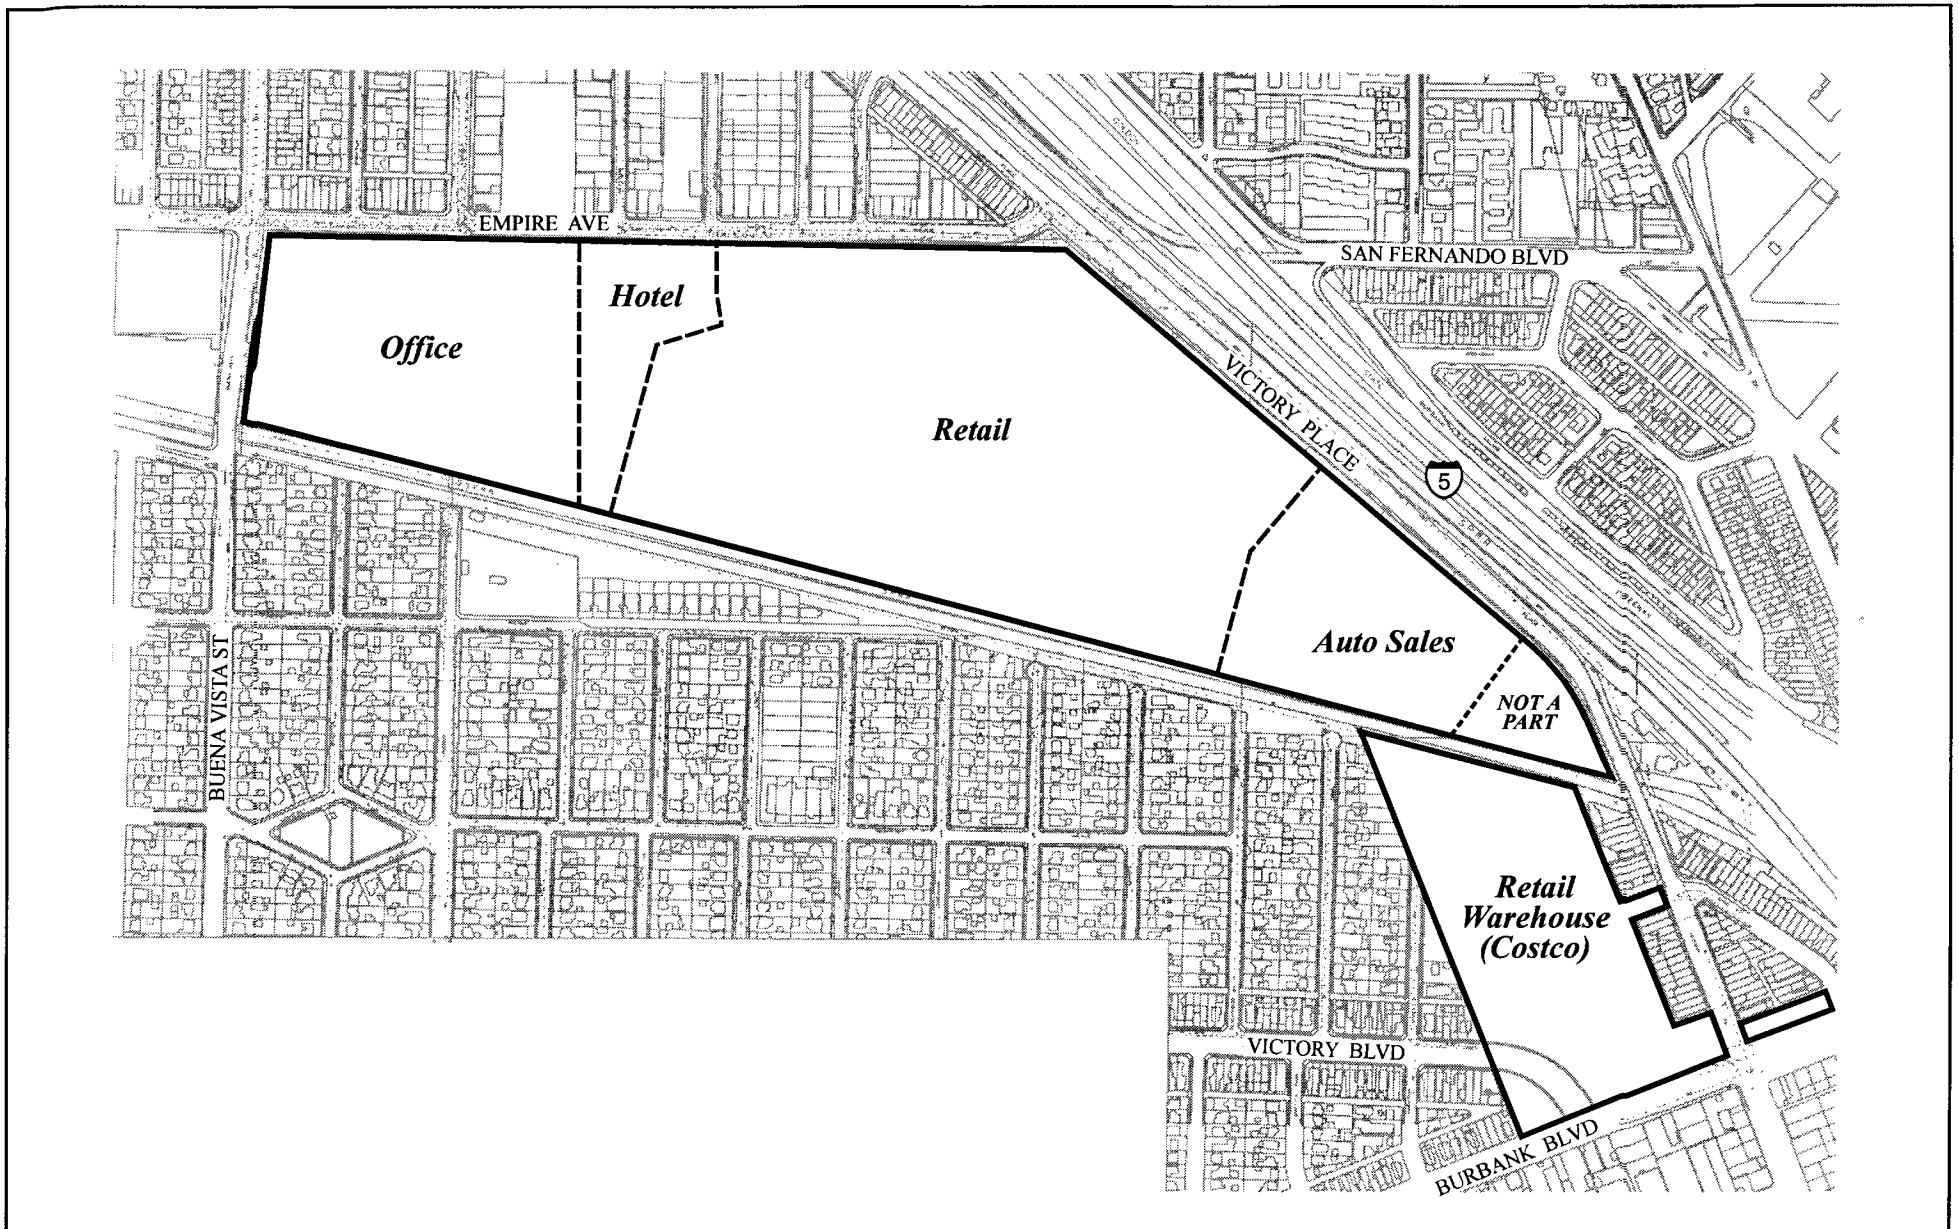 EMPIRE AVE
SAN FERNANDO BLVD
Hotel
Office
Retail
VICTORY PLACE
5
Auto Sales
BUENA VISTA ST
NOT A
PART
Retail
Warehouse
(Costco)
VICTORY BLVD
BURBANK BLVD